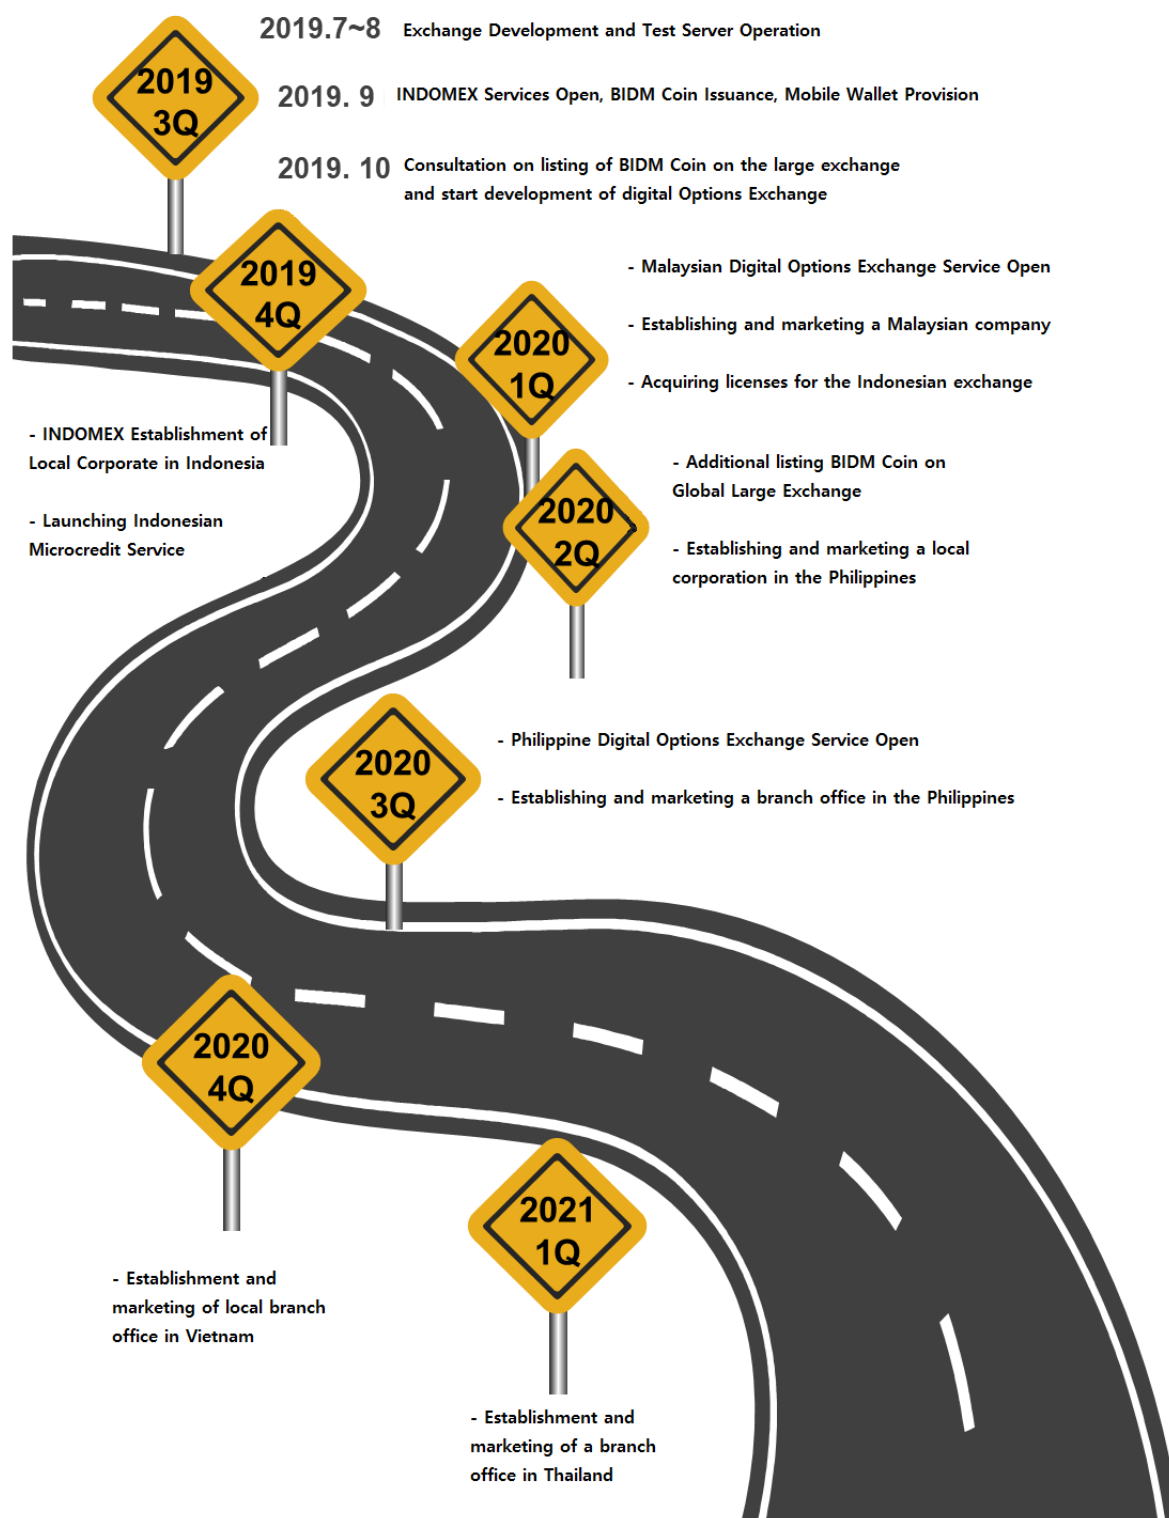 2019
3Q
2019.7~8 Exchange Development and Test Server Operation
2019. 9 INDOMEX Services Open, BIDM Coin Issuance, Mobile Wallet Provision
2019. 10 Consultation on listing of BIDM Coin on the large exchange
and start development of digital Options Exchange
2019
4Q
- INDOMEX Establishment of
Local Corporate in Indonesia
- Launching Indonesian
Microcredit Service
2020
1Q
- Malaysian Digital Options Exchange Service Open
- Establishing and marketing a Malaysian company
- Acquiring licenses for the Indonesian exchange
2020
2Q
- Additional listing BIDM Coin on
Global Large Exchange
- Establishing and marketing a local
corporation in the Philippines
2020
3Q
- Philippine Digital Options Exchange Service Open
- Establishing and marketing a branch office in the Philippines
2020
4Q
- Establishment and
marketing of local branch
office in Vietnam
2021
1Q
- Establishment and
marketing of a branch
office in Thailand